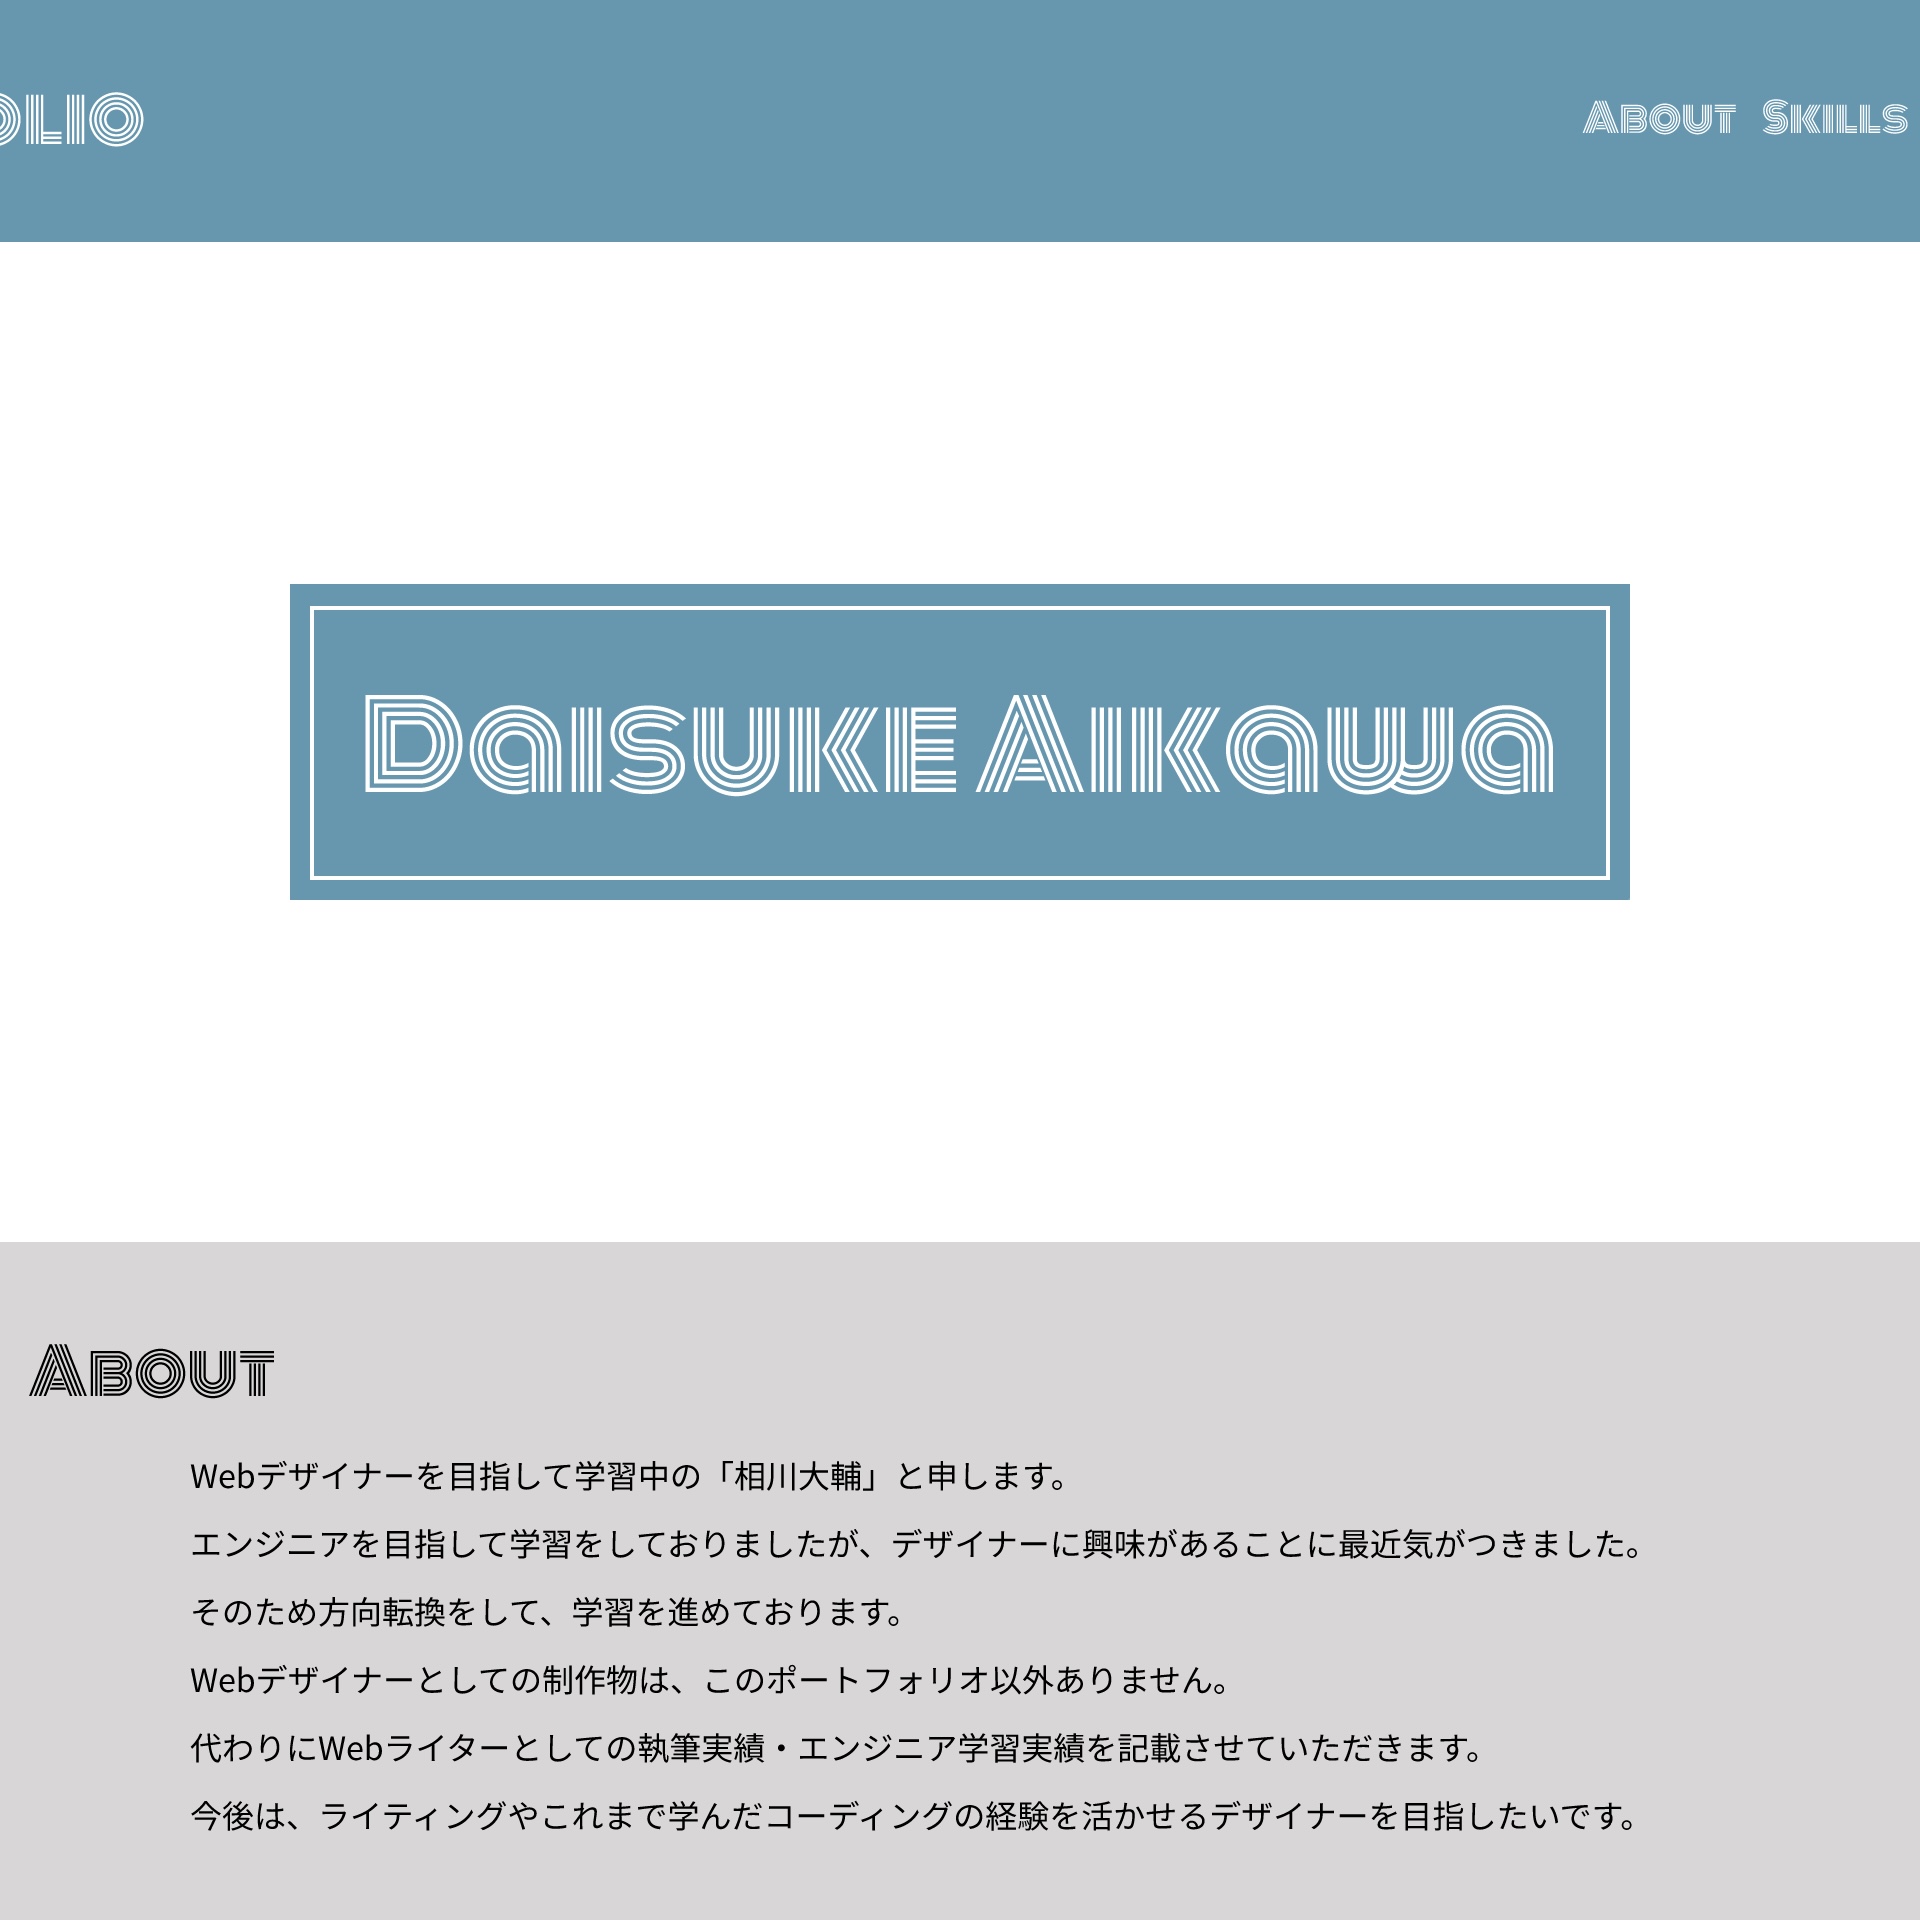 OLIO
About Skills
Daisuke Aikawa
About
Webデザイナーを目指して学習中の「相川大輔」と申します。
エンジニアを目指して学習をしておりましたが、デザイナーに興味があることに最近気がつきました。
そのため方向転換をして、学習を進めております。
Webデザイナーとしての制作物は、このポートフォリオ以外ありません。
代わりにWebライターとしての執筆実績・エンジニア学習実績を記載させていただきます。
今後は、ライティングやこれまで学んだコーディングの経験を活かせるデザイナーを目指したいです。